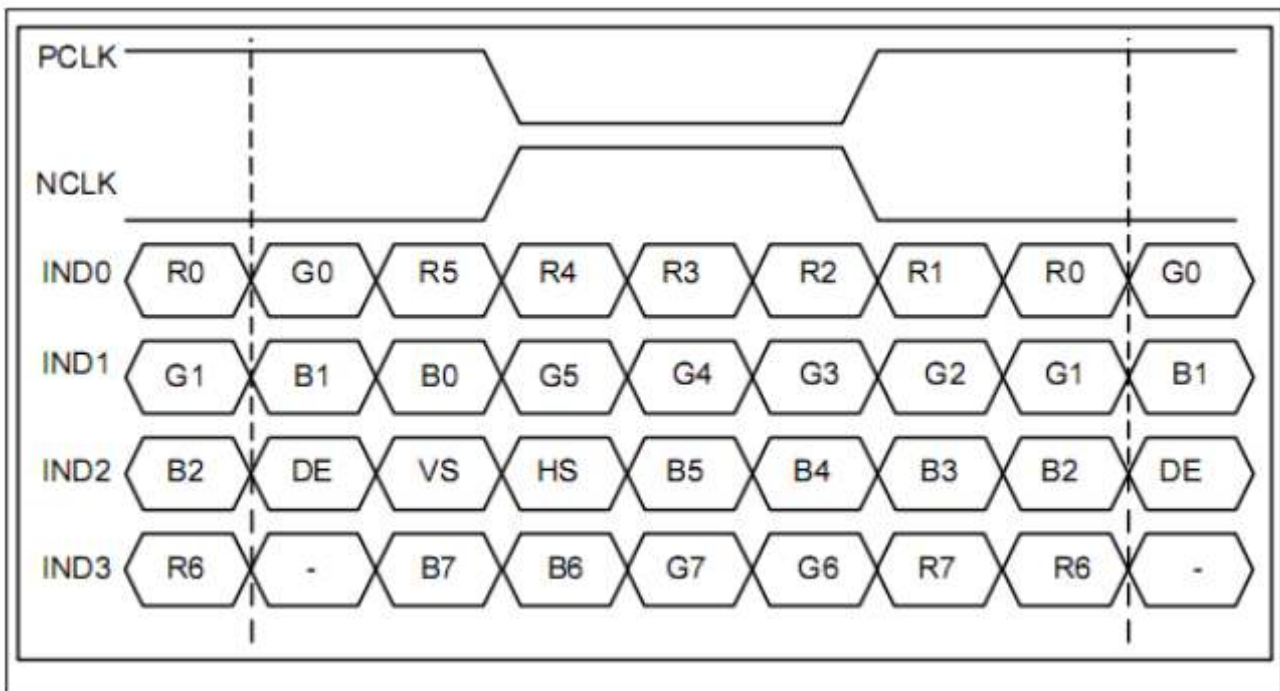 PCLK
NCLK
IND0 R0 G0 R5 R4 R3 R2 R1 R0 G0
IND1 G1 B1 B0 G5 G4 G3 G2 G1 B1
IND2 B2 DE VS HS B5 B4 B3 B2 DE
IND3 R6 - B7 B6 G7 G6 R7 R6 -